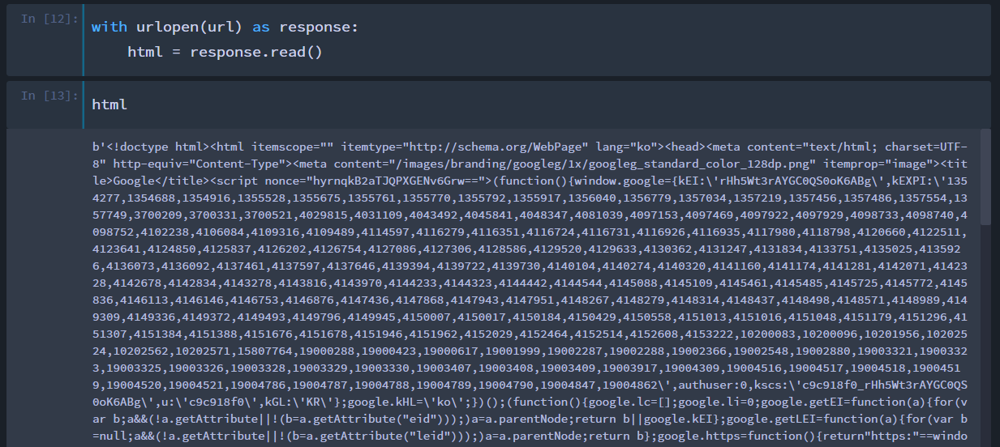 In [12]:
with urlopen(url) as response:
    html = response.read()
In [13]:
html
b'<!doctype html><html itemscope="" itemtype="http://schema.org/WebPage" lang="ko"><head><meta content="text/html; charset=UTF-
8" http-equiv="Content-Type"><meta content="/images/branding/googleg/1x/googleg_standard_color_128dp.png" itemprop="image"><tit
le>Google</title><script nonce="hyrnqkB2aTJQPXGENv6Grw==">(function(){window.google={kEI:\'rHh5Wt3rAYGC0QS0oK6ABg\',kEXPI:\'135
4277,1354688,1354916,1355528,1355675,1355761,1355770,1355792,1355917,1356040,1356779,1357034,1357219,1357456,1357486,1357554,13
57749,3700209,3700331,3700521,4029815,4031109,4043492,4045841,4048347,4081039,4097153,4097469,4097922,4097929,4098733,4098740,4
098752,4102238,4106084,4109316,4109489,4114597,4116279,4116351,4116724,4116731,4116926,4116935,4117980,4118798,4120660,4122511,
4123641,4124850,4125837,4126202,4126754,4127086,4127306,4128586,4129520,4129633,4130362,4131247,4131834,4133751,4135025,413592
6,4136073,4136092,4137461,4137597,4137646,4139394,4139722,4139730,4140104,4140274,4140320,4141160,4141174,4141281,4142071,41423
28,4142678,4142834,4143278,4143816,4143970,4144233,4144323,4144442,4144544,4145088,4145109,4145461,4145485,4145725,4145772,4145
836,4146113,4146146,4146753,4146876,4147436,4147868,4147943,4147951,4148267,4148279,4148314,4148437,4148498,4148571,4148989,414
9309,4149336,4149372,4149493,4149796,4149945,4150007,4150017,4150184,4150429,4150558,4151013,4151016,4151048,4151179,4151296,41
51307,4151384,4151388,4151676,4151678,4151946,4151962,4152029,4152464,4152514,4152608,4153222,10200083,10200096,10201956,102025
24,10202562,10202571,15807764,19000288,19000423,19000617,19001999,19002287,19002288,19002366,19002548,19002880,19003321,1900332
3,19003325,19003326,19003328,19003329,19003330,19003407,19003408,19003409,19003917,19004309,19004516,19004517,19004518,1900451
9,19004520,19004521,19004786,19004787,19004788,19004789,19004790,19004847,19004862\',authuser:0,kscs:\'c9c918f0_rHh5Wt3rAYGC0QS
0oK6ABg\',u:\'c9c918f0\',kGL:\'KR\'};google.kHL=\'ko\';})();(function(){google.lc=[];google.li=0;google.getEI=function(a){for(v
ar b;a&&(!a.getAttribute||!(b=a.getAttribute("eid")));)a=a.parentNode;return b||google.kEI};google.getLEI=function(a){for(var b
=null;a&&(!a.getAttribute||!(b=a.getAttribute("leid")));)a=a.parentNode;return b};google.https=function(){return"https:"==windo